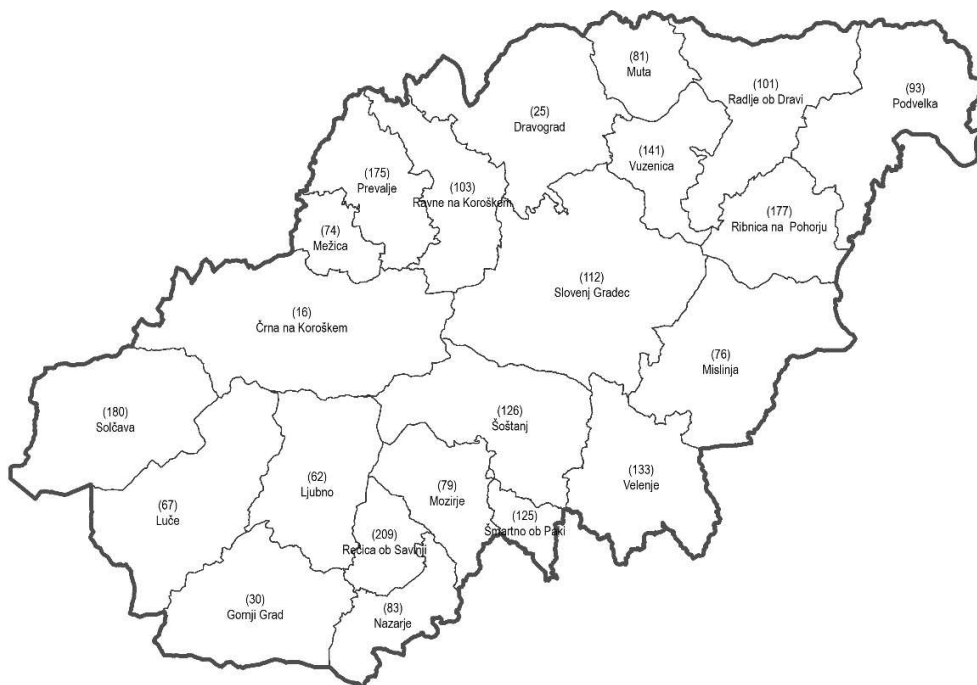 (81)
Muta
(101)
Radlje ob Dravi
(93)
Podvelka
(25)
Dravograd
(141)
Vuzenica
(175)
Prevalje
(103)
Ravne na Koroškem
(177)
Ribnica na Pohorju
(74)
Mežica
(112)
Slovenj Gradec
(16)
Črna na Koroškem
(76)
Mislinja
(180)
Solčava
(126)
Šoštanj
(62)
Ljubno
(79)
Mozirje
(133)
Velenje
(67)
Luče
(125)
Šmartno ob Paki
(209)
Rečica ob Savinji
(30)
Gornji Grad
(83)
Nazarje